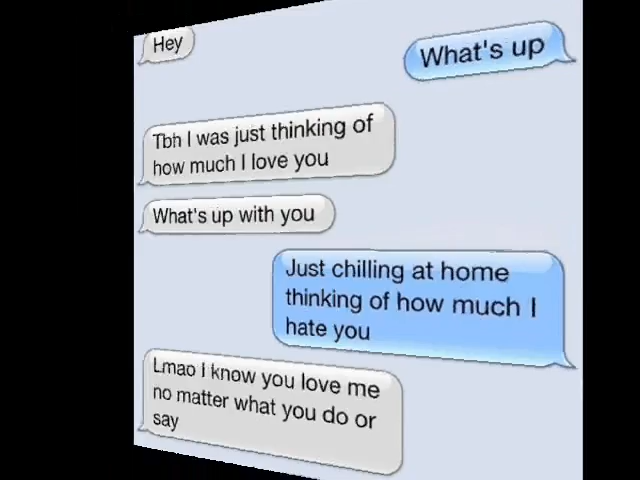 Hey
What's up
Tbh I was just thinking of
how much I love you
What's up with you
Just chilling at home
thinking of how much I
hate you
Lmao I know you love me
no matter what you do or
say